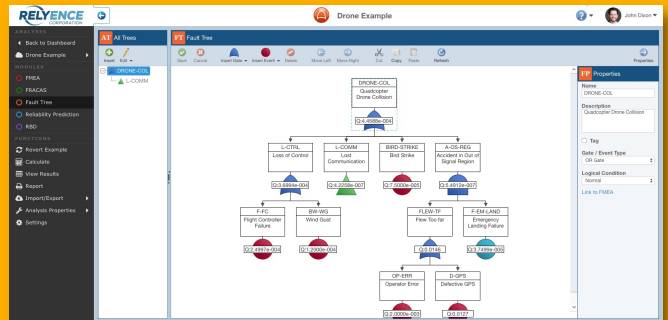 RELYENCE
CORPORATION
Drone Example
John Dixon
ANALYSES
Back to Dashboard
Drone Example
MODULES
FMEA
FRACAS
Fault Tree
Reliability Prediction
RBD
FUNCTIONS
Revert Example
Calculate
View Results
Report
Import/Export
Analysis Properties
Settings
AT All Trees
Insert Edit
DRONE-COL
L-COMM
FT Fault Tree
Save Cancel Insert Gate Insert Event Delete Move Left Move Right Cut Copy Paste Refresh Properties
DRONE-COL
Quadcopter
Drone Collision
Q:4.4588e-004
L-CTRL
Loss of Control
Q:3.6994e-004
L-COMM
Lost
Communication
Q:4.2259e-007
BIRD-STRIKE
Bird Strike
Q:7.5000e-005
A-OS-REG
Accident in Out of
Signal Region
Q:5.4912e-007
F-FC
Flight Controller
Failure
Q:2.4997e-004
BW-WG
Wind Gust
Q:1.2000e-004
FLEW-TF
Flew Too far
Q:0.0146
F-EM-LAND
Emergency
Landing Failure
Q:3.7499e-005
OP-ERR
Operator Error
Q:2.0000e-003
D-GPS
Defective GPS
Q:0.0127
FP Properties
Name
DRONE-COL
Description
Quadcopter Drone Collision
Tag
Gate / Event Type
OR Gate
Logical Condition
Normal
Link to FMEA